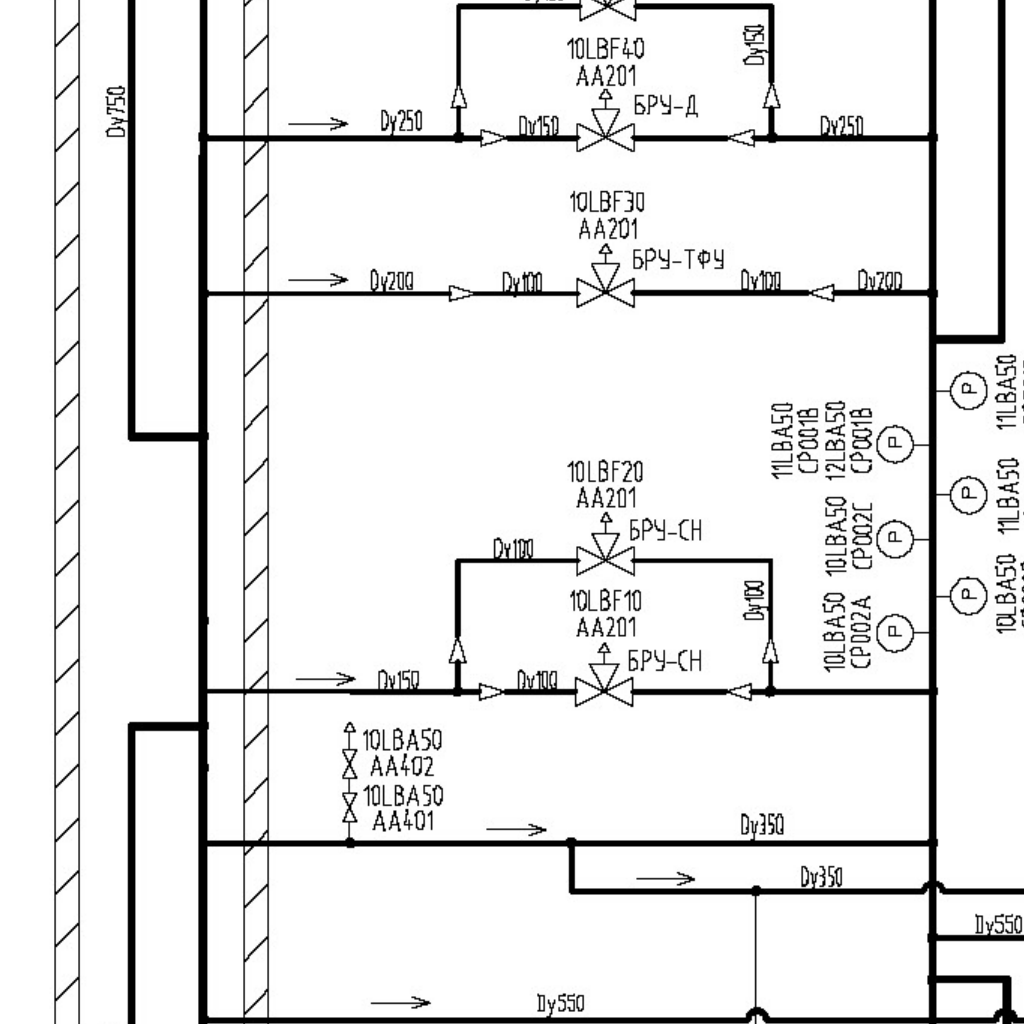 10LBF40
AA201
БРУ-Д
Dy150
Dy750
Dy250
Dy150
Dy250
10LBF30
AA201
БРУ-ТФУ
Dy200
Dy100
Dy100
Dy200
11LBA50
11LBA50
CP001B
12LBA50
CP001B
10LBF20
AA201
БРУ-СН
11LBA50
Dy100
10LBA50
CP002C
10LBF10
AA201
БРУ-СН
Dy100
10LBA50
10LBA50
CP002A
Dy150
Dy100
P
P
P
P
P
P
10LBA50
AA402
10LBA50
AA401
Dy350
Dy350
Dy550
Dy550